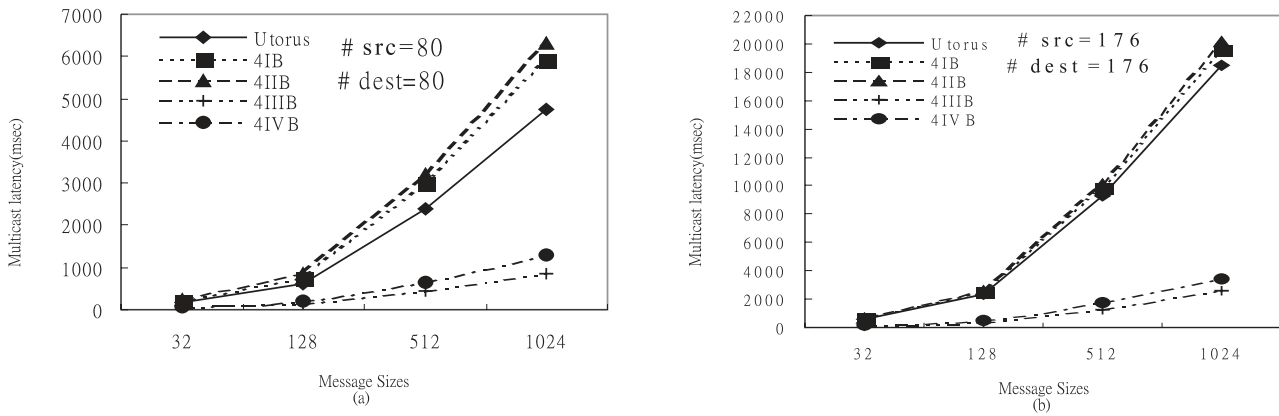 7000
6000
5000
4000
3000
2000
1000
0
Multicast latency(msec)
Utorus
4IB
4IIB
4IIIB
4IVB
# src=80
# dest=80
32 128 512 1024
Message Sizes
(a)
22000
20000
18000
16000
14000
12000
10000
8000
6000
4000
2000
0
Multicast latency(msec)
Utorus
4IB
4IIB
4IIIB
4IVB
# src=176
# dest=176
32 128 512 1024
Message Sizes
(b)